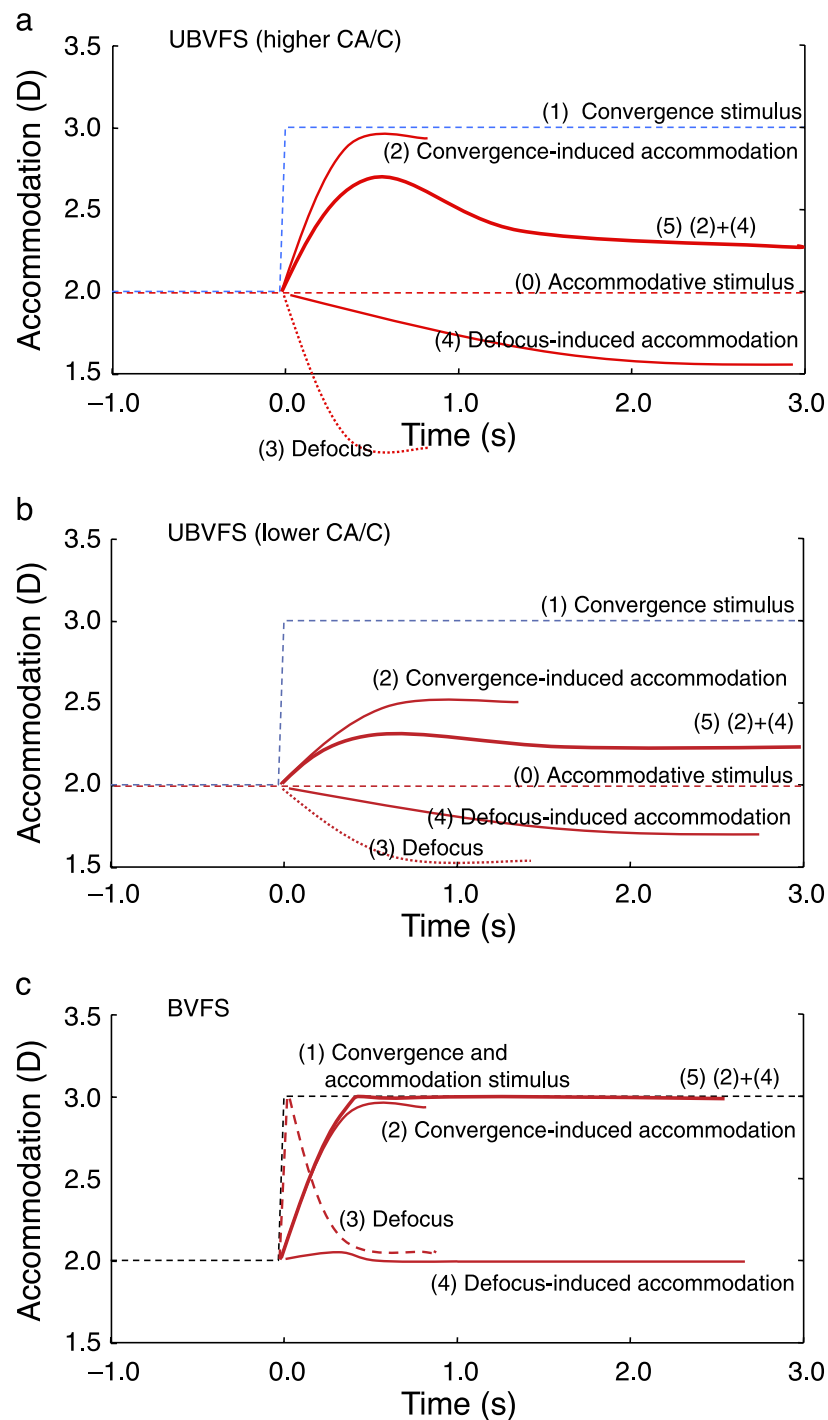 a
UBVFS (higher CA/C)
3.5
(1) Convergence stimulus
3.0
(2) Convergence-induced accommodation
2.5
(5) (2)+(4)
(0) Accommodative stimulus
2.0
(4) Defocus-induced accommodation
1.5
Accommodation (D)
–1.0 0.0 1.0 2.0 3.0
Time (s)
(3) Defocus
b
UBVFS (lower CA/C)
3.5
(1) Convergence stimulus
3.0
(2) Convergence-induced accommodation
2.5
(5) (2)+(4)
(0) Accommodative stimulus
2.0
(4) Defocus-induced accommodation
(3) Defocus
1.5
Accommodation (D)
–1.0 0.0 1.0 2.0 3.0
Time (s)
c
BVFS
3.5
(1) Convergence and
accommodation stimulus
(5) (2)+(4)
3.0
(2) Convergence-induced accommodation
2.5
(3) Defocus
2.0
(4) Defocus-induced accommodation
1.5
Accommodation (D)
–1.0 0.0 1.0 2.0 3.0
Time (s)